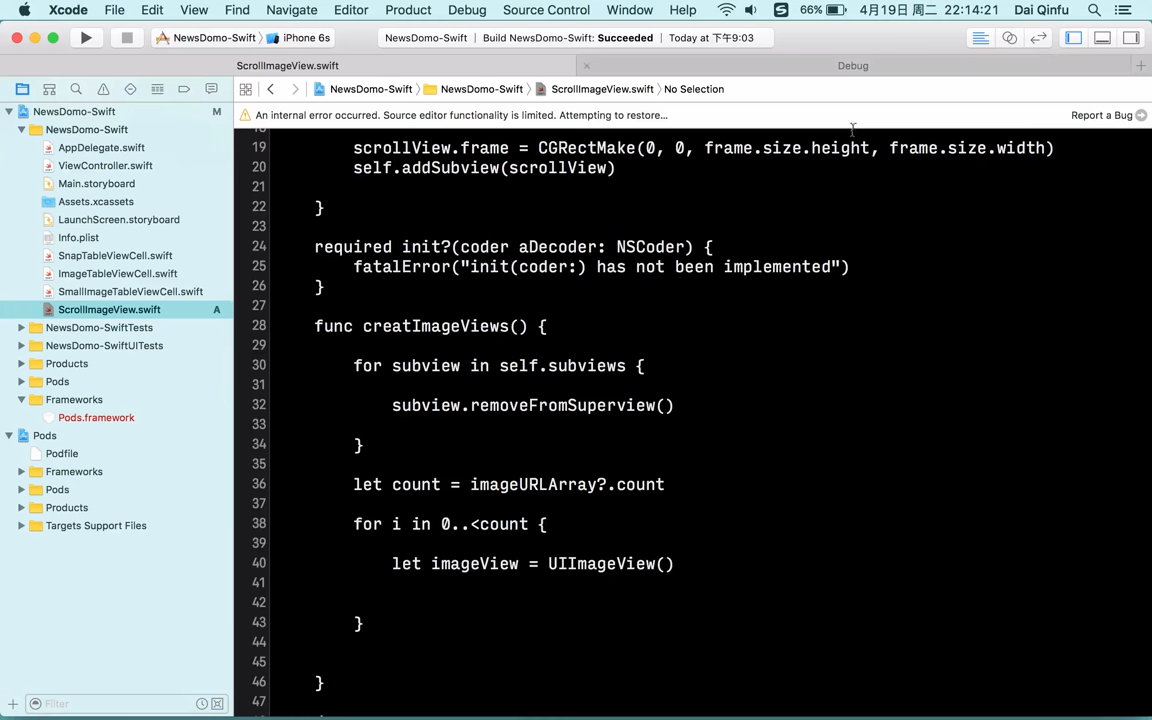 Xcode File Edit View Find Navigate Editor Product Debug Source Control Window Help 66% 4月19日 周二 22:14:21 Dai Qinfu
NewsDomo-Swift iPhone 6s NewsDomo-Swift Build NewsDomo-Swift: Succeeded Today at 下午9:03
ScrollImageView.swift Debug
NewsDomo-Swift NewsDomo-Swift ScrollImageView.swift No Selection
An internal error occurred. Source editor functionality is limited. Attempting to restore... Report a Bug
NewsDomo-Swift M
NewsDomo-Swift
AppDelegate.swift
ViewController.swift
Main.storyboard
Assets.xcassets
LaunchScreen.storyboard
Info.plist
SnapTableViewCell.swift
ImageTableViewCell.swift
SmallImageTableViewCell.swift
ScrollImageView.swift A
NewsDomo-SwiftTests
NewsDomo-SwiftUITests
Products
Pods
Frameworks
Pods.framework
Pods
Podfile
Frameworks
Pods
Products
Targets Support Files
Filter
18
19 scrollView.frame = CGRectMake(0, 0, frame.size.height, frame.size.width)
20 self.addSubview(scrollView)
21
22 }
23
24 required init?(coder aDecoder: NSCoder) {
25 fatalError("init(coder:) has not been implemented")
26 }
27
28 func creatImageViews() {
29
30 for subview in self.subviews {
31
32 subview.removeFromSuperview()
33
34 }
35
36 let count = imageURLArray?.count
37
38 for i in 0..<count {
39
40 let imageView = UIImageView()
41
42
43 }
44
45
46 }
47